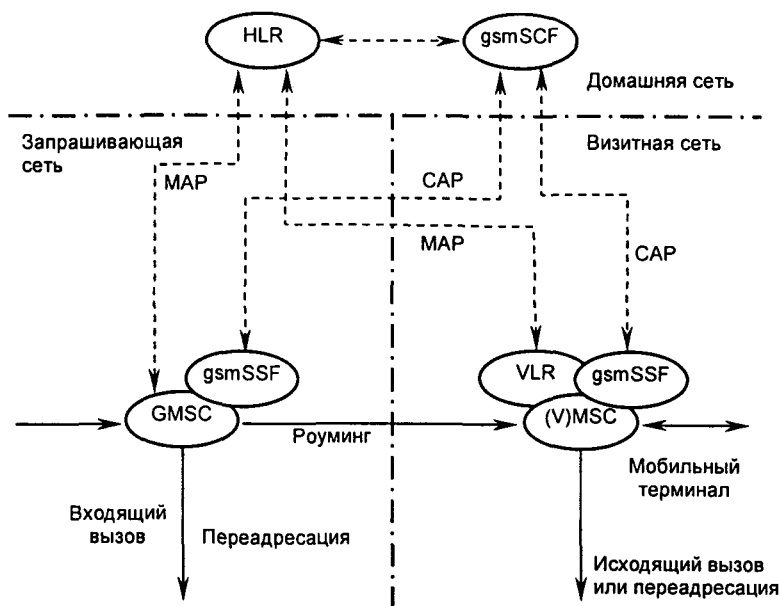 HLR
gsmSCF
Домашняя сеть
Запрашивающая
сеть
Визитная сеть
MAP
CAP
MAP
CAP
gsmSSF
VLR
gsmSSF
GMSC
(V)MSC
Роуминг
Мобильный
терминал
Входящий
вызов
Переадресация
Исходящий вызов
или переадресация